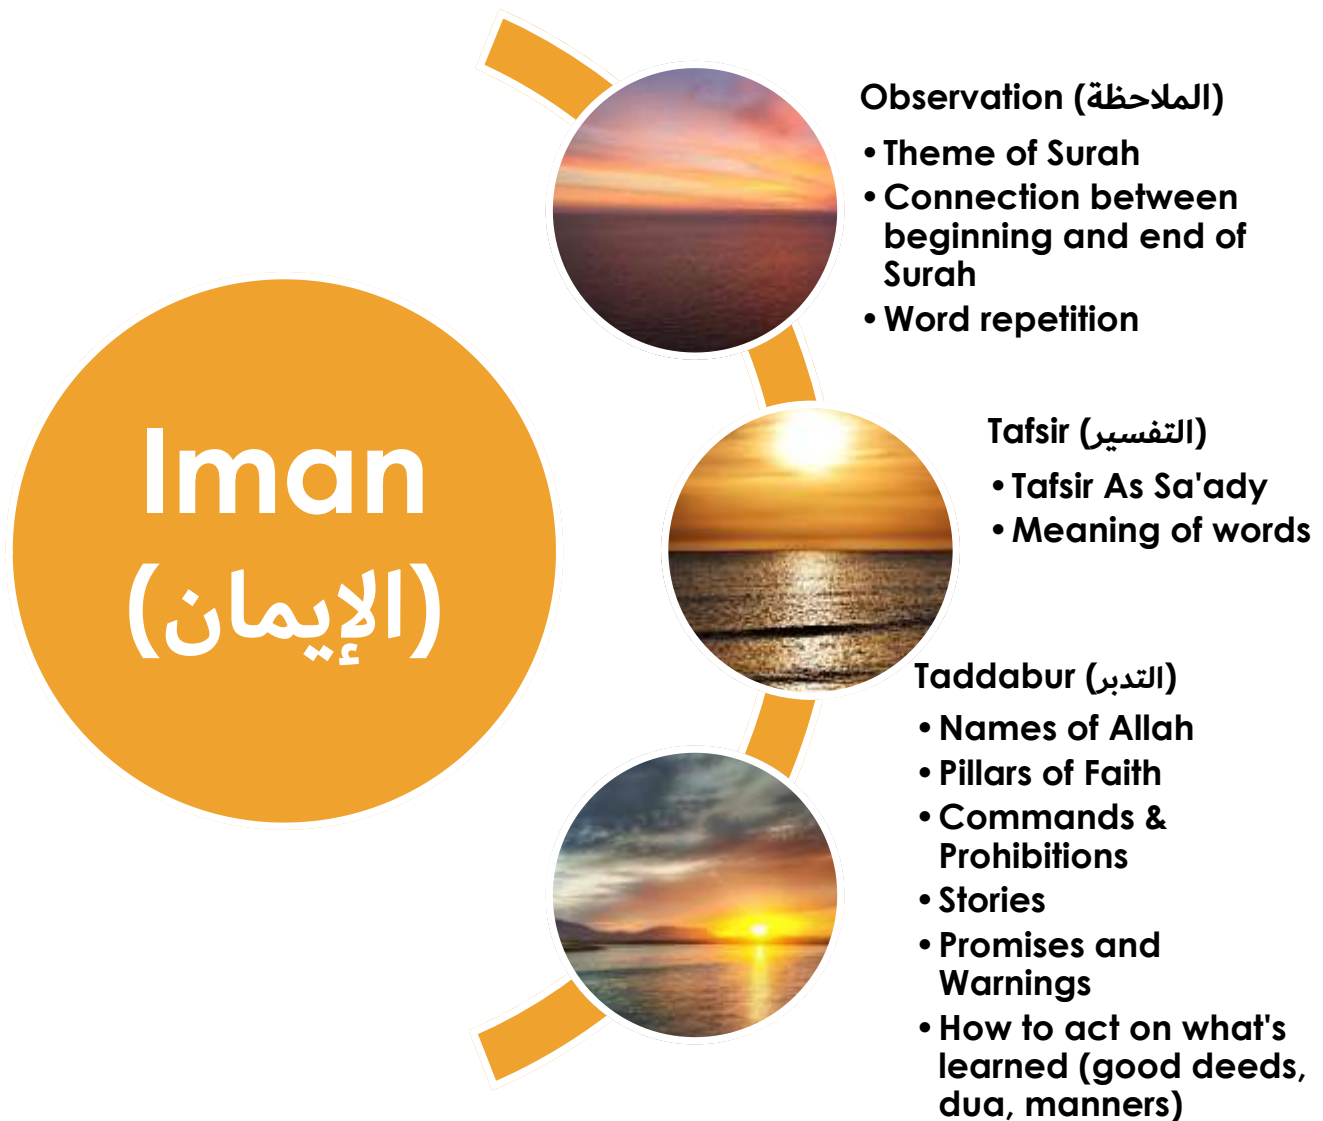 Iman
(الإيمان)
Observation (الملاحظة)
• Theme of Surah
• Connection between
beginning and end of
Surah
• Word repetition
Tafsir (التفسير)
• Tafsir As Sa'ady
• Meaning of words
Taddabur (التدبر)
• Names of Allah
• Pillars of Faith
• Commands &
Prohibitions
• Stories
• Promises and
Warnings
• How to act on what's
learned (good deeds,
dua, manners)